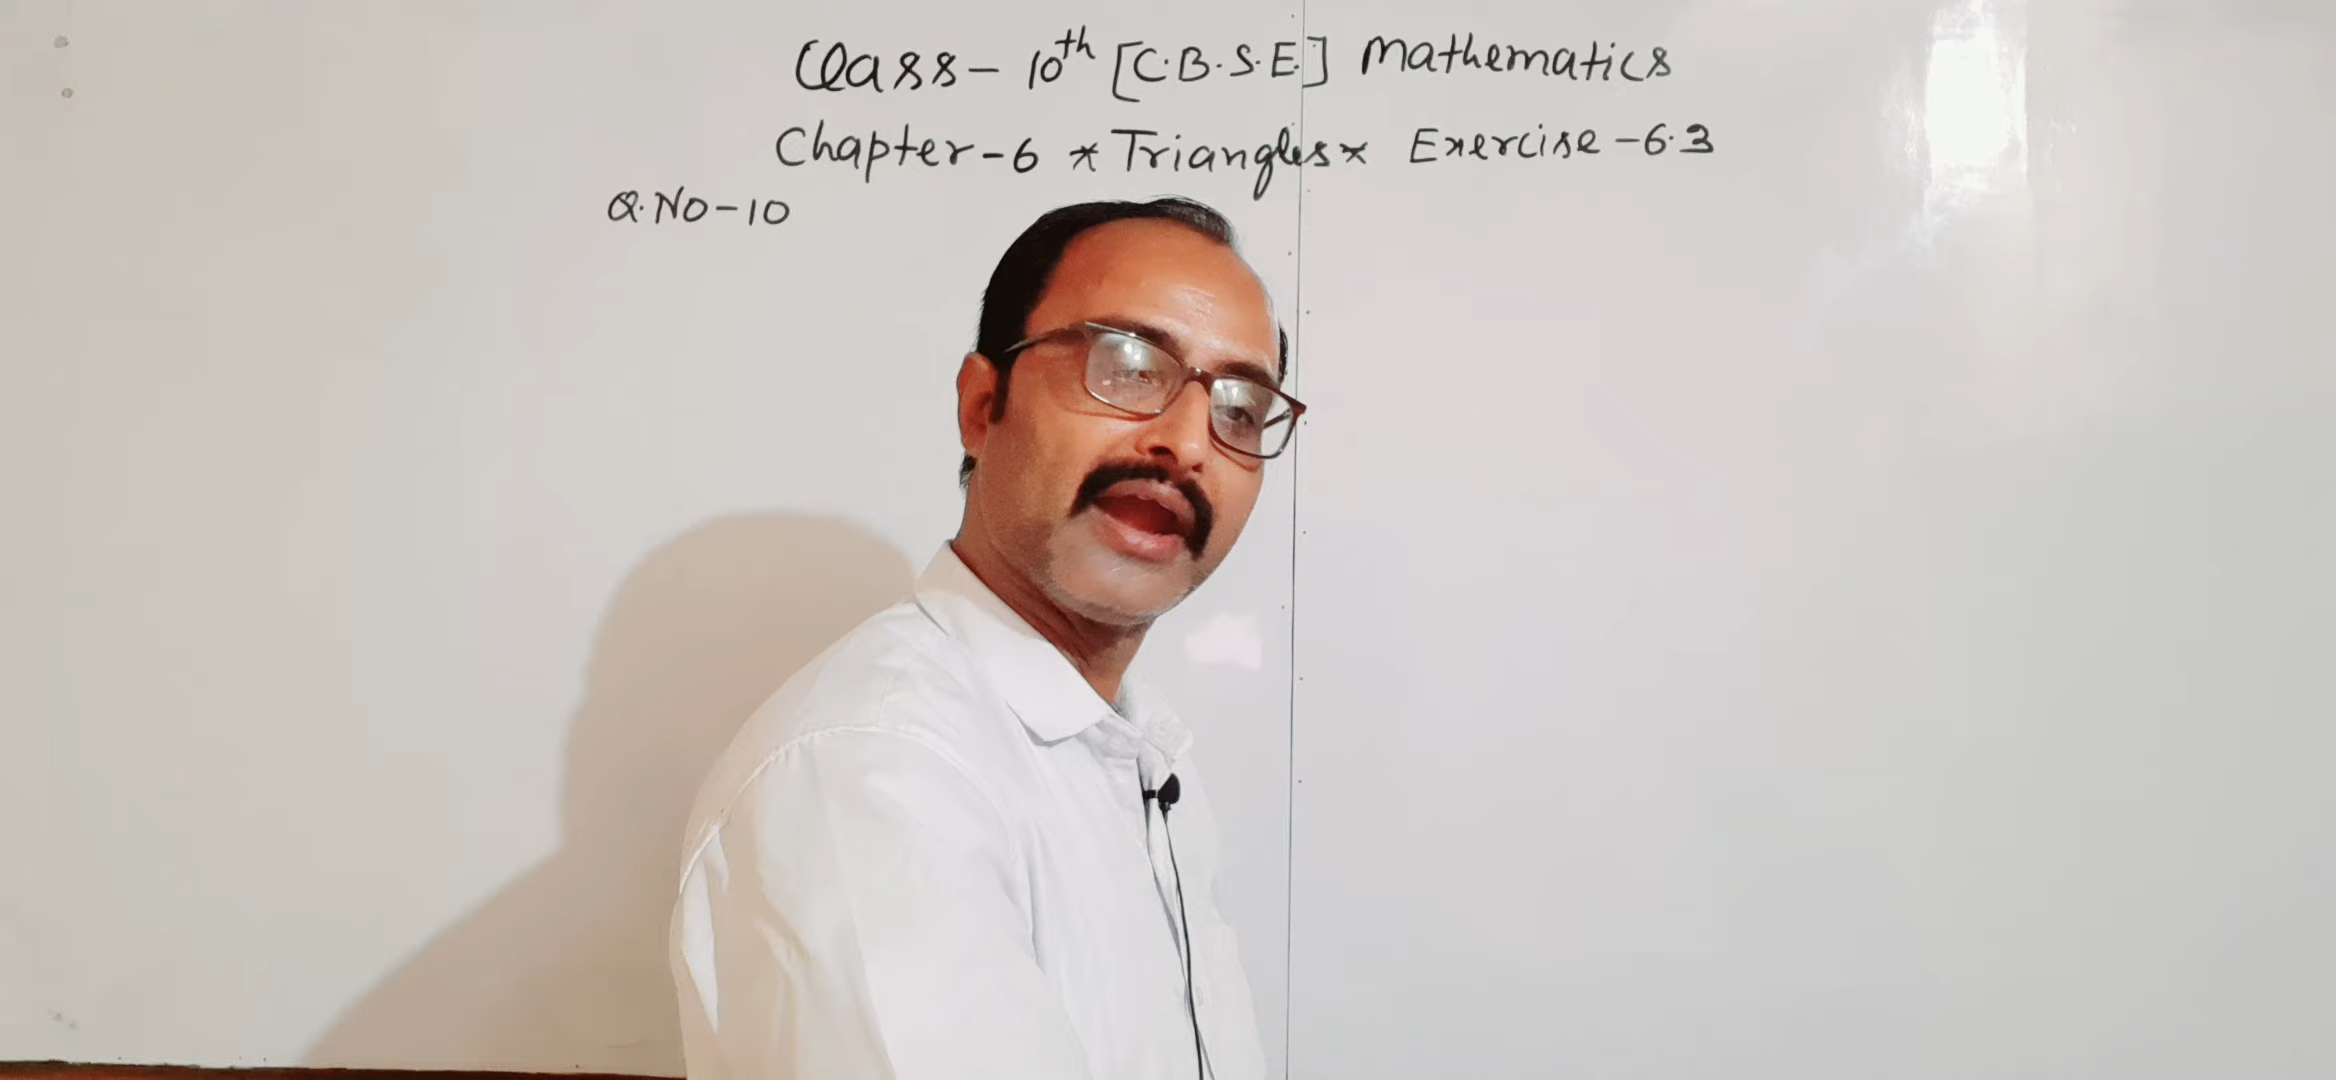 Class - 10th [C.B.S.E.] Mathematics
Chapter - 6 * Triangles * Exercise - 6.3
Q.No - 10